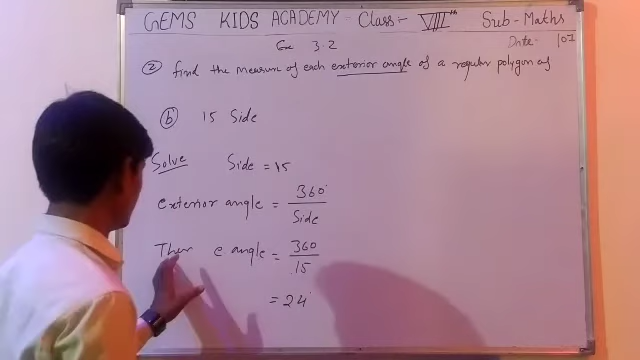 GEMS KIDS ACADEMY Class:- VIII th Sub-Maths
Ex 3.2 Date-
② Find the measure of each exterior angle of a regular polygon of
ⓑ 15 Side
Solve Side = 15
exterior angle = 360° / Side
Then e angle = 360 / 15
= 24°